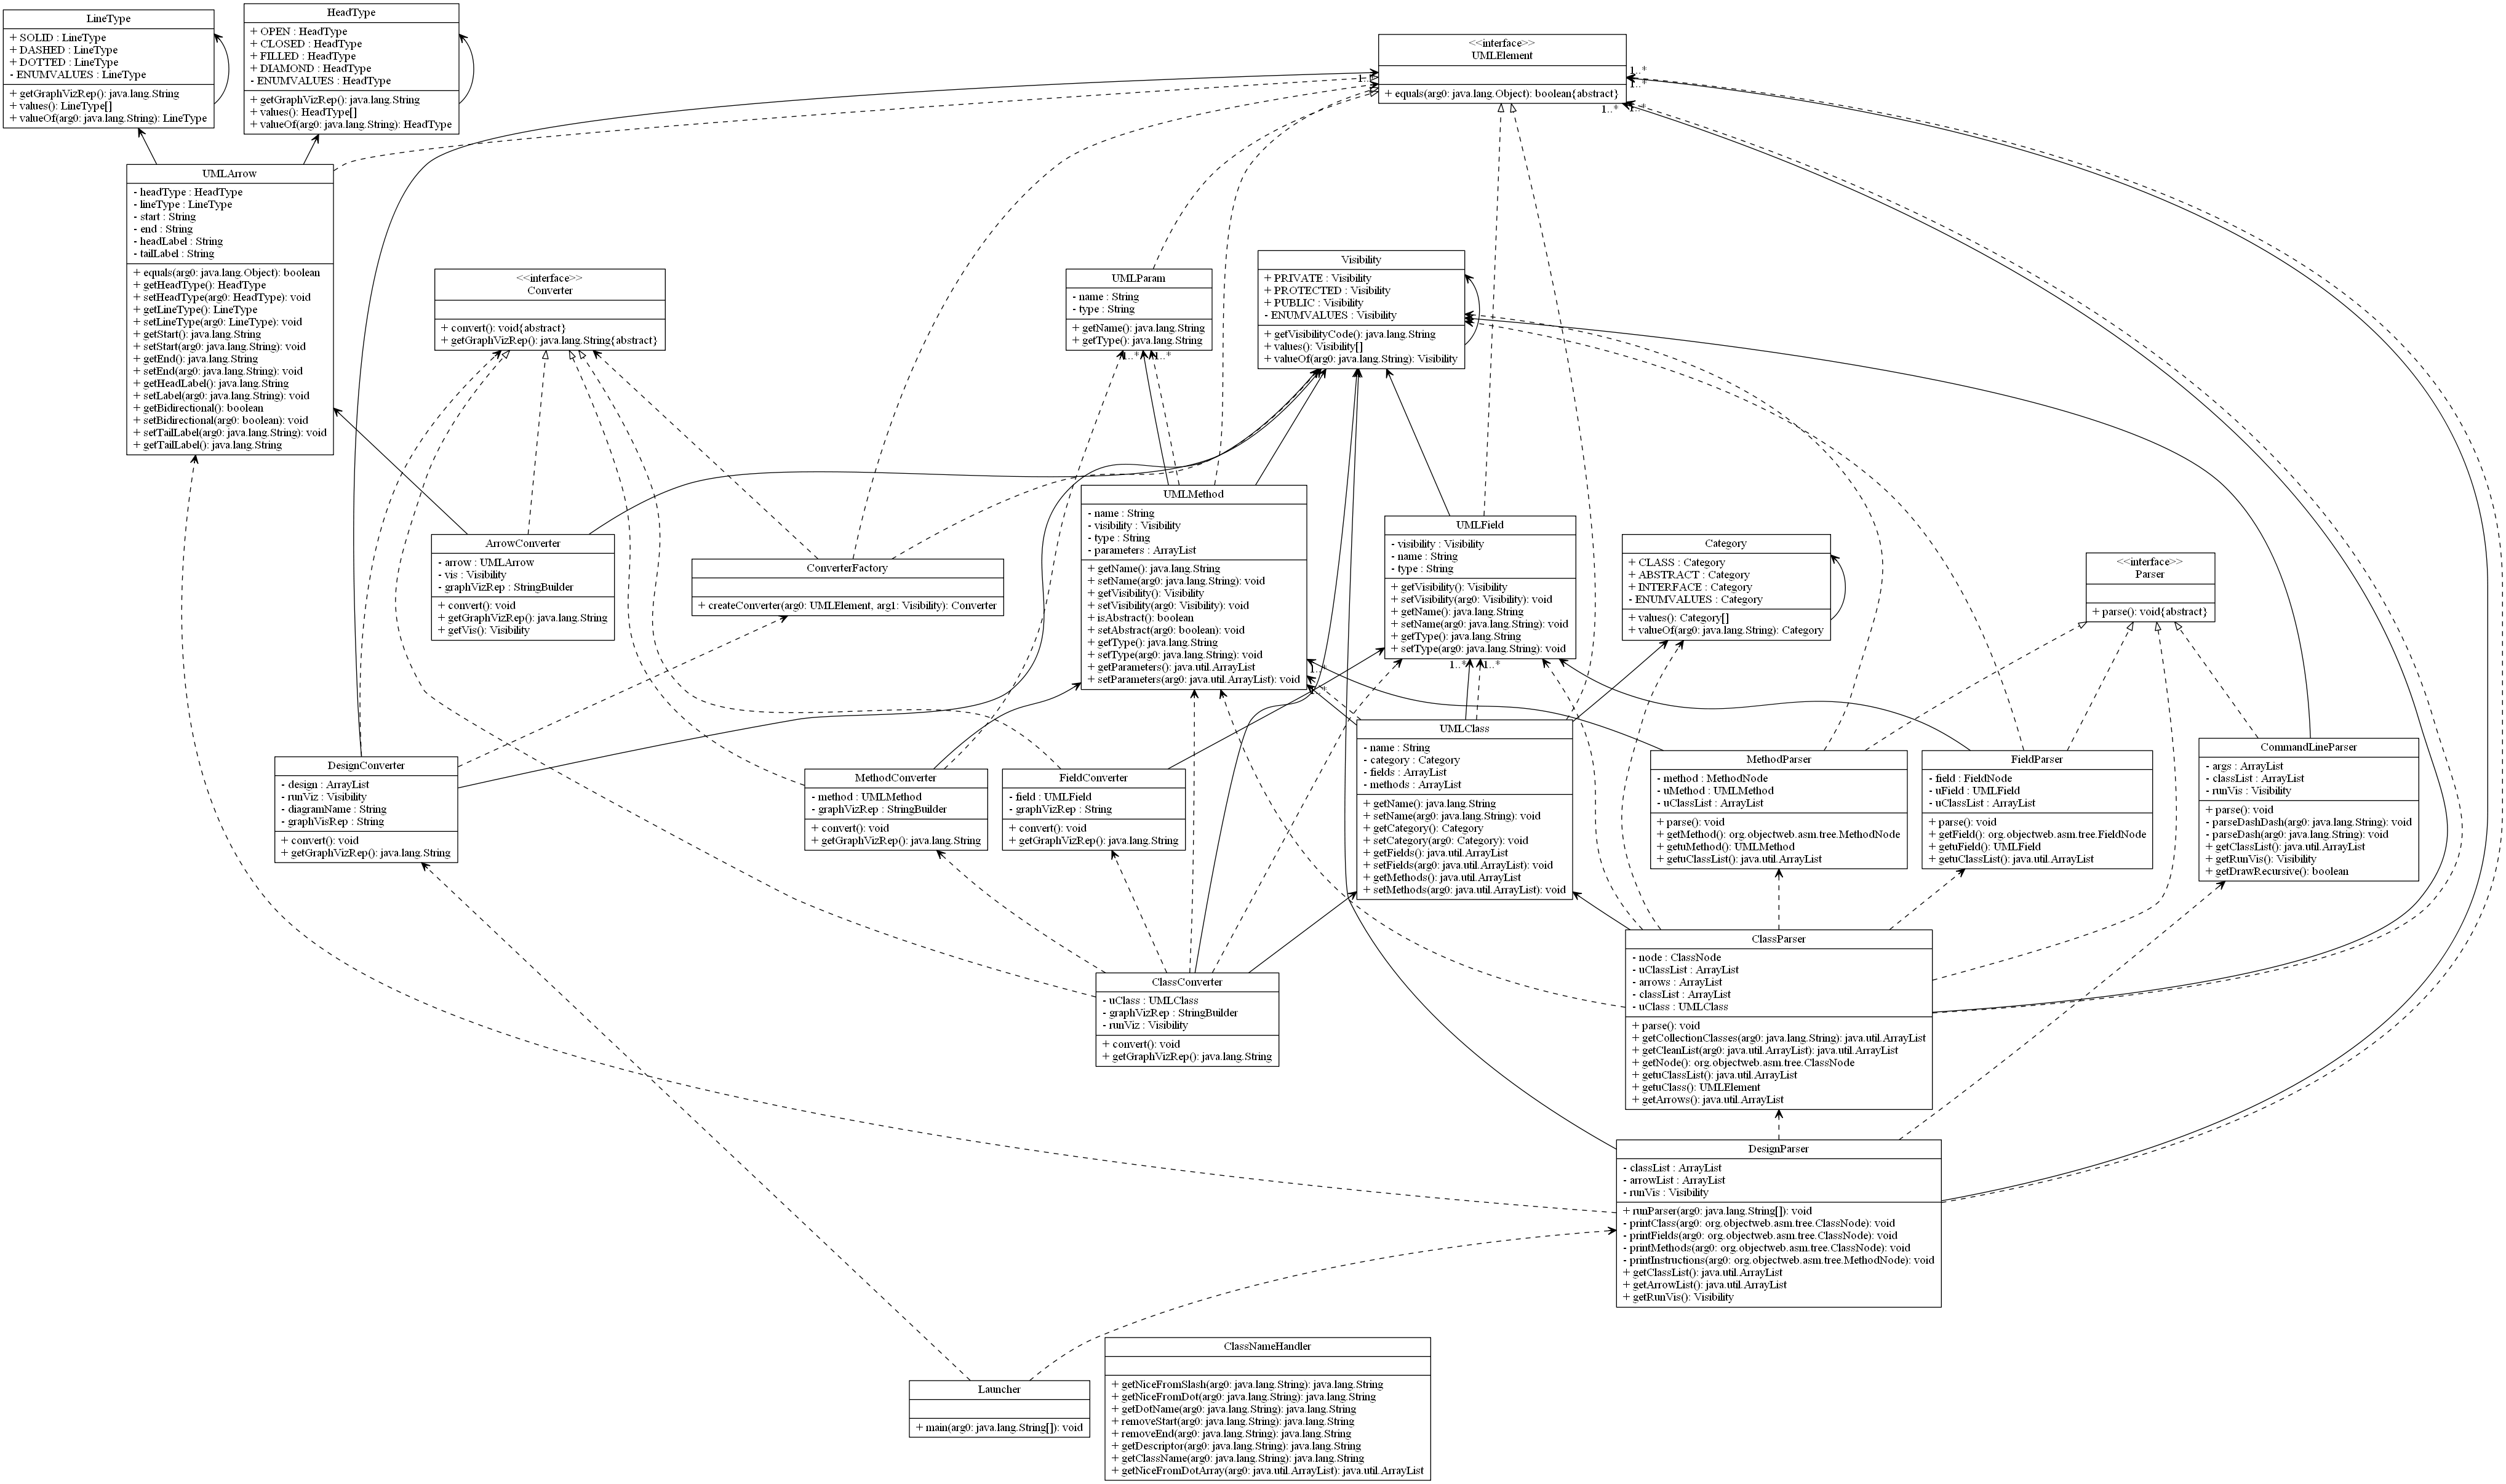 LineType
+ SOLID : LineType
+ DASHED : LineType
+ DOTTED : LineType
- ENUMVALUES : LineType
+ getGraphVizRep(): java.lang.String
+ values(): LineType[]
+ valueOf(arg0: java.lang.String): LineType
HeadType
+ OPEN : HeadType
+ CLOSED : HeadType
+ FILLED : HeadType
+ DIAMOND : HeadType
- ENUMVALUES : HeadType
+ getGraphVizRep(): java.lang.String
+ values(): HeadType[]
+ valueOf(arg0: java.lang.String): HeadType
<<interface>>
UMLElement
+ equals(arg0: java.lang.Object): boolean{abstract}
1..*
1..*
1..*
UMLArrow
- headType : HeadType
- lineType : LineType
- start : String
- end : String
- headLabel : String
- tailLabel : String
+ equals(arg0: java.lang.Object): boolean
+ getHeadType(): HeadType
+ setHeadType(arg0: HeadType): void
+ getLineType(): LineType
+ setLineType(arg0: LineType): void
+ getStart(): java.lang.String
+ setStart(arg0: java.lang.String): void
+ getEnd(): java.lang.String
+ setEnd(arg0: java.lang.String): void
+ getHeadLabel(): java.lang.String
+ setLabel(arg0: java.lang.String): void
+ getBidirectional(): boolean
+ setBidirectional(arg0: boolean): void
+ setTailLabel(arg0: java.lang.String): void
+ getTailLabel(): java.lang.String
<<interface>>
Converter
+ convert(): void{abstract}
+ getGraphVizRep(): java.lang.String{abstract}
UMLParam
- name : String
- type : String
+ getName(): java.lang.String
+ getType(): java.lang.String
1..*
1..*
Visibility
+ PRIVATE : Visibility
+ PROTECTED : Visibility
+ PUBLIC : Visibility
- ENUMVALUES : Visibility
+ getVisibilityCode(): java.lang.String
+ values(): Visibility[]
+ valueOf(arg0: java.lang.String): Visibility
ArrowConverter
- arrow : UMLArrow
- vis : Visibility
- graphVizRep : StringBuilder
+ convert(): void
+ getGraphVizRep(): java.lang.String
+ getVis(): Visibility
ConverterFactory
+ createConverter(arg0: UMLElement, arg1: Visibility): Converter
UMLMethod
- name : String
- visibility : Visibility
- type : String
- parameters : ArrayList
+ getName(): java.lang.String
+ setName(arg0: java.lang.String): void
+ getVisibility(): Visibility
+ setVisibility(arg0: Visibility): void
+ isAbstract(): boolean
+ setAbstract(arg0: boolean): void
+ getType(): java.lang.String
+ setType(arg0: java.lang.String): void
+ getParameters(): java.util.ArrayList
+ setParameters(arg0: java.util.ArrayList): void
UMLField
- visibility : Visibility
- name : String
- type : String
+ getVisibility(): Visibility
+ setVisibility(arg0: Visibility): void
+ getName(): java.lang.String
+ setName(arg0: java.lang.String): void
+ getType(): java.lang.String
+ setType(arg0: java.lang.String): void
1..*
1..*
Category
+ CLASS : Category
+ ABSTRACT : Category
+ INTERFACE : Category
- ENUMVALUES : Category
+ values(): Category[]
+ valueOf(arg0: java.lang.String): Category
<<interface>>
Parser
+ parse(): void{abstract}
DesignConverter
- design : ArrayList
- runViz : Visibility
- diagramName : String
- graphVisRep : String
+ convert(): void
+ getGraphVizRep(): java.lang.String
MethodConverter
- method : UMLMethod
- graphVizRep : StringBuilder
+ convert(): void
+ getGraphVizRep(): java.lang.String
FieldConverter
- field : UMLField
- graphVizRep : String
+ convert(): void
+ getGraphVizRep(): java.lang.String
UMLClass
- name : String
- category : Category
- fields : ArrayList
- methods : ArrayList
+ getName(): java.lang.String
+ setName(arg0: java.lang.String): void
+ getCategory(): Category
+ setCategory(arg0: Category): void
+ getFields(): java.util.ArrayList
+ setFields(arg0: java.util.ArrayList): void
+ getMethods(): java.util.ArrayList
+ setMethods(arg0: java.util.ArrayList): void
MethodParser
- method : MethodNode
- uMethod : UMLMethod
- uClassList : ArrayList
+ parse(): void
+ getMethod(): org.objectweb.asm.tree.MethodNode
+ getuMethod(): UMLMethod
+ getuClassList(): java.util.ArrayList
FieldParser
- field : FieldNode
- uField : UMLField
- uClassList : ArrayList
+ parse(): void
+ getField(): org.objectweb.asm.tree.FieldNode
+ getuField(): UMLField
+ getuClassList(): java.util.ArrayList
CommandLineParser
- args : ArrayList
- classList : ArrayList
- runVis : Visibility
+ parse(): void
- parseDashDash(arg0: java.lang.String): void
- parseDash(arg0: java.lang.String): void
+ getClassList(): java.util.ArrayList
+ getRunVis(): Visibility
+ getDrawRecursive(): boolean
ClassConverter
- uClass : UMLClass
- graphVizRep : StringBuilder
- runViz : Visibility
+ convert(): void
+ getGraphVizRep(): java.lang.String
ClassParser
- node : ClassNode
- uClassList : ArrayList
- arrows : ArrayList
- classList : ArrayList
- uClass : UMLClass
+ parse(): void
+ getCollectionClasses(arg0: java.lang.String): java.util.ArrayList
+ getCleanList(arg0: java.util.ArrayList): java.util.ArrayList
+ getNode(): org.objectweb.asm.tree.ClassNode
+ getuClassList(): java.util.ArrayList
+ getuClass(): UMLElement
+ getArrows(): java.util.ArrayList
DesignParser
- classList : ArrayList
- arrowList : ArrayList
- runVis : Visibility
+ runParser(arg0: java.lang.String[]): void
- printClass(arg0: org.objectweb.asm.tree.ClassNode): void
- printFields(arg0: org.objectweb.asm.tree.ClassNode): void
- printMethods(arg0: org.objectweb.asm.tree.ClassNode): void
- printInstructions(arg0: org.objectweb.asm.tree.MethodNode): void
+ getClassList(): java.util.ArrayList
+ getArrowList(): java.util.ArrayList
+ getRunVis(): Visibility
Launcher
+ main(arg0: java.lang.String[]): void
ClassNameHandler
+ getNiceFromSlash(arg0: java.lang.String): java.lang.String
+ getNiceFromDot(arg0: java.lang.String): java.lang.String
+ getDotName(arg0: java.lang.String): java.lang.String
+ removeStart(arg0: java.lang.String): java.lang.String
+ removeEnd(arg0: java.lang.String): java.lang.String
+ getDescriptor(arg0: java.lang.String): java.lang.String
+ getClassName(arg0: java.lang.String): java.lang.String
+ getNiceFromDotArray(arg0: java.util.ArrayList): java.util.ArrayList